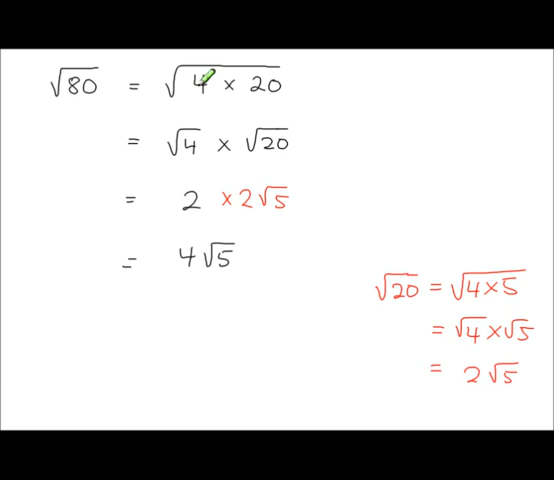 √80 = √4 × 20
= √4 × √20
= 2 × 2√5
= 4√5
√20 = √4 × 5
= √4 × √5
= 2√5